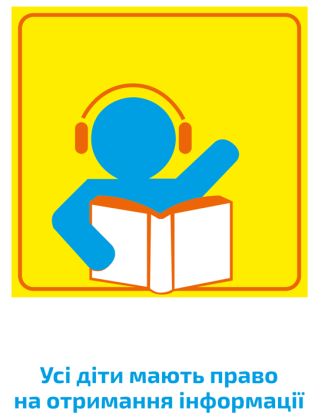 Усі діти мають право
на отримання інформації